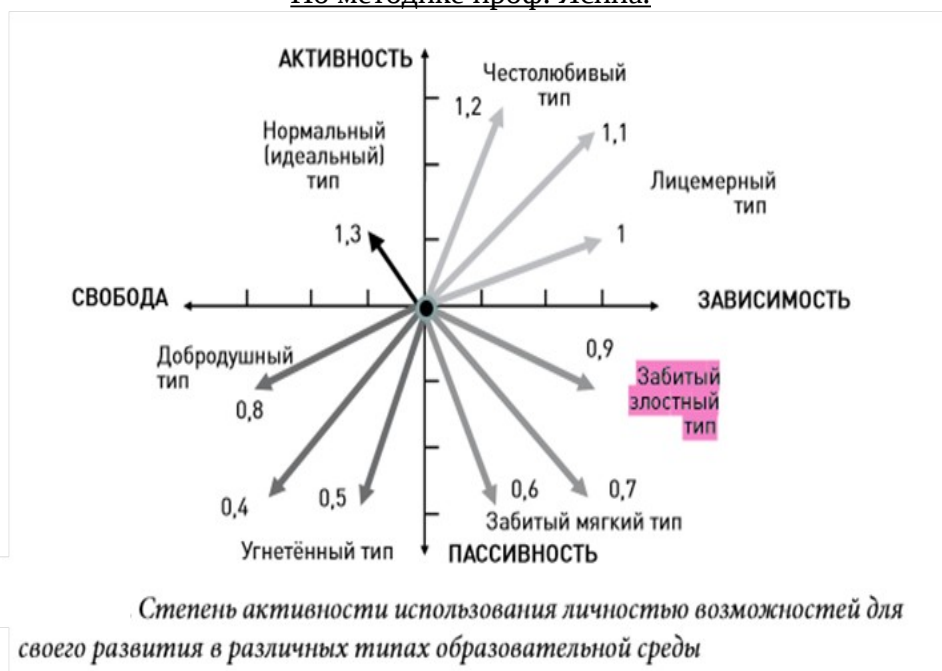 По методике проф. Ясвина.
АКТИВНОСТЬ
Честолюбивый
тип
1,2
1,1
Нормальный
(идеальный)
тип
Лицемерный
тип
1,3
1
СВОБОДА
ЗАВИСИМОСТЬ
Добродушный
тип
0,9
Забитый
злостный
тип
0,8
0,4
0,5
0,6
0,7
Забитый мягкий тип
Угнетённый тип
ПАССИВНОСТЬ
Степень активности использования личностью возможностей для
своего развития в различных типах образовательной среды